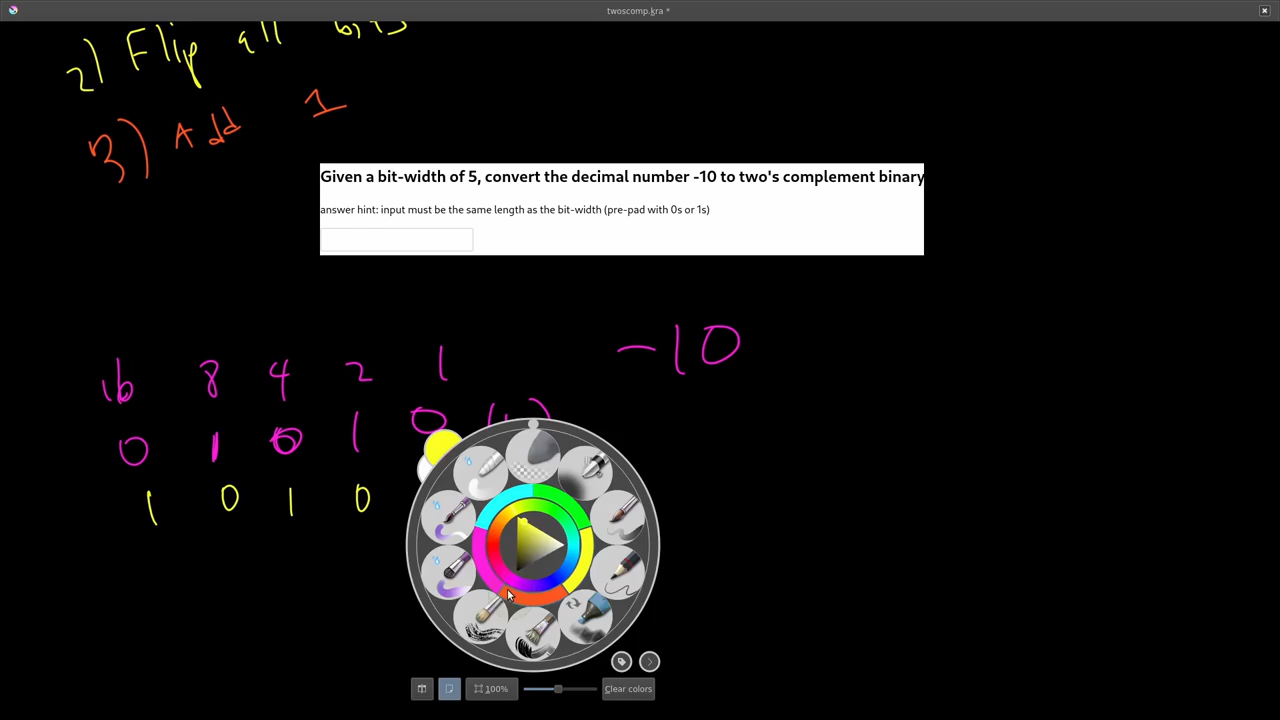 twoscomp.kra *
2) Flip all bits
3) Add 1
Given a bit-width of 5, convert the decimal number -10 to two's complement binary
answer hint: input must be the same length as the bit-width (pre-pad with 0s or 1s)
-10
16 8 4 2 1
0 1 0 1 0
1 0 1 0
100%
Clear colors